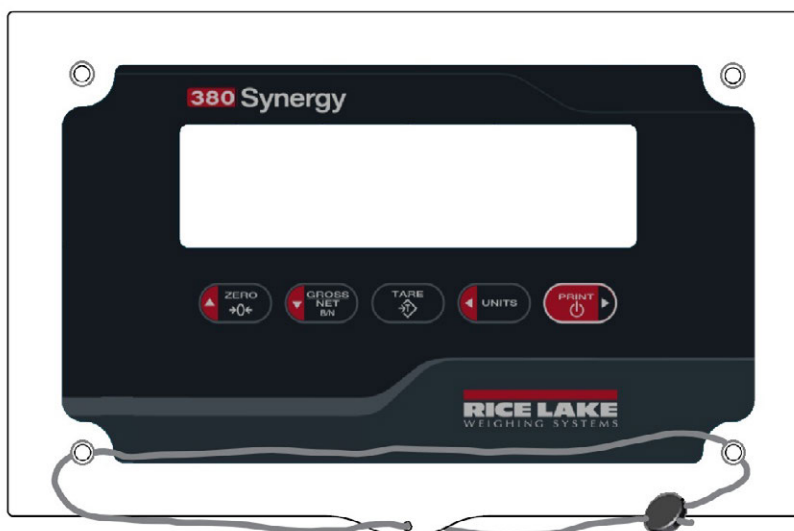 380 Synergy
ZERO
→0←
GROSS
NET
B/N
TARE
T
UNITS
PRINT
RICE LAKE
WEIGHING SYSTEMS